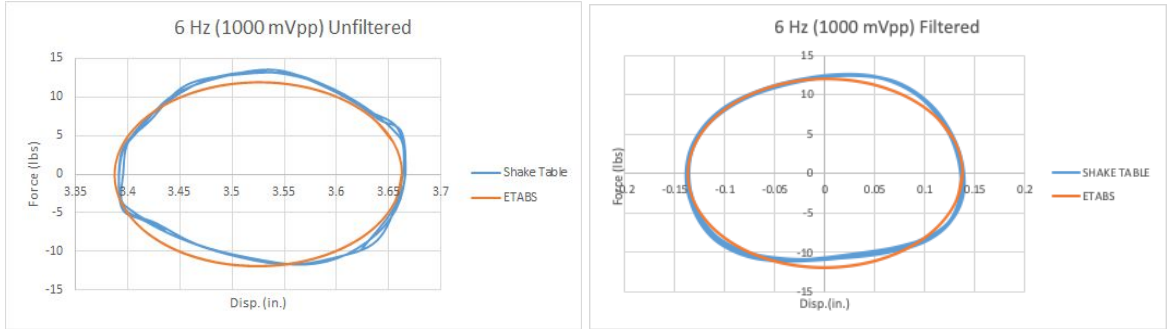 6 Hz (1000 mVpp) Unfiltered
15
10
5
0
-5
-10
-15
3.35 3.4 3.45 3.5 3.55 3.6 3.65 3.7
Force (lbs)
Disp.(in.)
Shake Table
ETABS
6 Hz (1000 mVpp) Filtered
15
10
5
0
-5
-10
-15
-0.2 -0.15 -0.1 -0.05 0 0.05 0.1 0.15 0.2
Force (lbs)
Disp.(in.)
SHAKE TABLE
ETABS